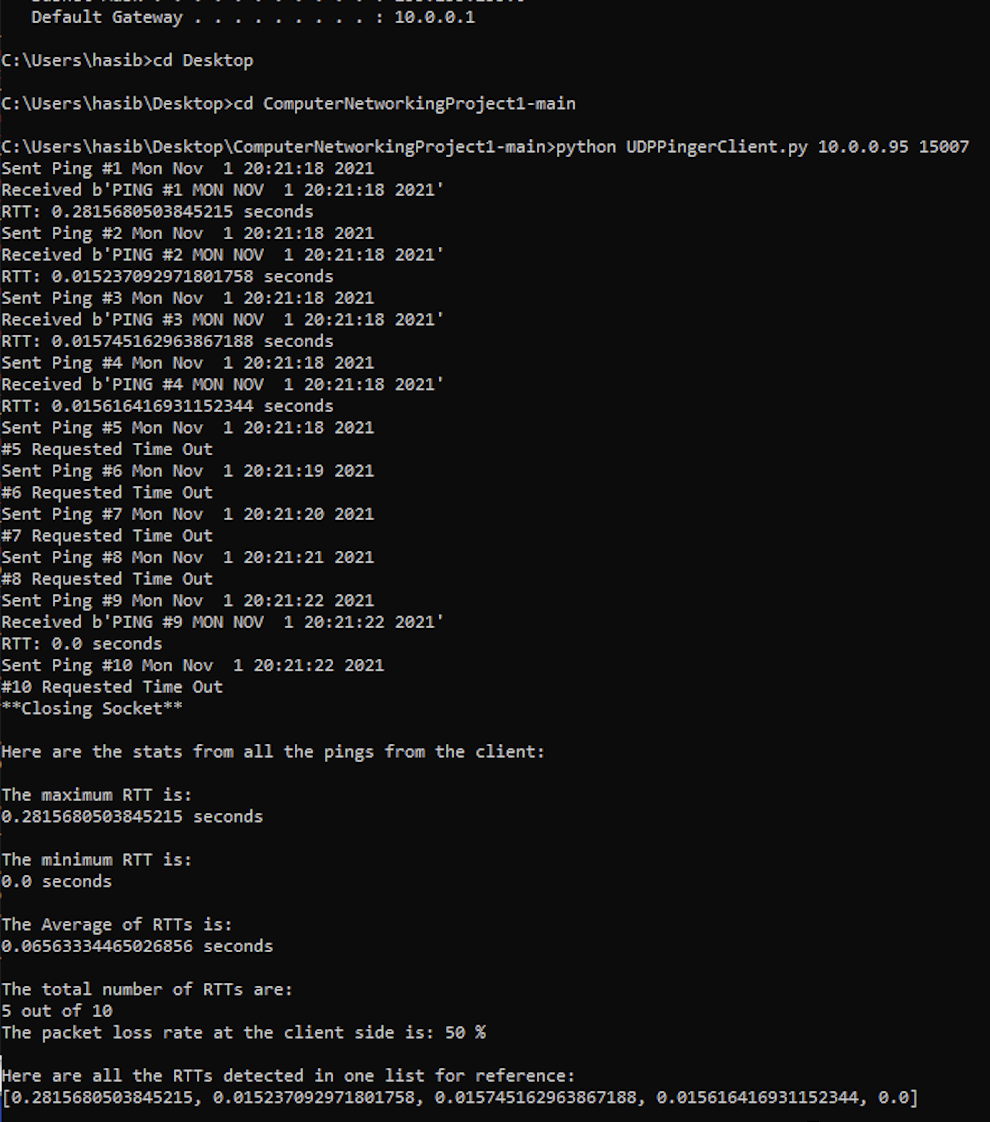 Default Gateway . . . . . . . . . : 10.0.0.1
C:\Users\hasib>cd Desktop
C:\Users\hasib\Desktop>cd ComputerNetworkingProject1-main
C:\Users\hasib\Desktop\ComputerNetworkingProject1-main>python UDPPingerClient.py 10.0.0.95 15007
Sent Ping #1 Mon Nov  1 20:21:18 2021
Received b'PING #1 MON NOV  1 20:21:18 2021'
RTT: 0.2815680503845215 seconds
Sent Ping #2 Mon Nov  1 20:21:18 2021
Received b'PING #2 MON NOV  1 20:21:18 2021'
RTT: 0.015237092971801758 seconds
Sent Ping #3 Mon Nov  1 20:21:18 2021
Received b'PING #3 MON NOV  1 20:21:18 2021'
RTT: 0.015745162963867188 seconds
Sent Ping #4 Mon Nov  1 20:21:18 2021
Received b'PING #4 MON NOV  1 20:21:18 2021'
RTT: 0.015616416931152344 seconds
Sent Ping #5 Mon Nov  1 20:21:18 2021
#5 Requested Time Out
Sent Ping #6 Mon Nov  1 20:21:19 2021
#6 Requested Time Out
Sent Ping #7 Mon Nov  1 20:21:20 2021
#7 Requested Time Out
Sent Ping #8 Mon Nov  1 20:21:21 2021
#8 Requested Time Out
Sent Ping #9 Mon Nov  1 20:21:22 2021
Received b'PING #9 MON NOV  1 20:21:22 2021'
RTT: 0.0 seconds
Sent Ping #10 Mon Nov  1 20:21:22 2021
#10 Requested Time Out
**Closing Socket**
Here are the stats from all the pings from the client:
The maximum RTT is:
0.2815680503845215 seconds
The minimum RTT is:
0.0 seconds
The Average of RTTs is:
0.06563334465026856 seconds
The total number of RTTs are:
5 out of 10
The packet loss rate at the client side is: 50 %
Here are all the RTTs detected in one list for reference:
[0.2815680503845215, 0.015237092971801758, 0.015745162963867188, 0.015616416931152344, 0.0]